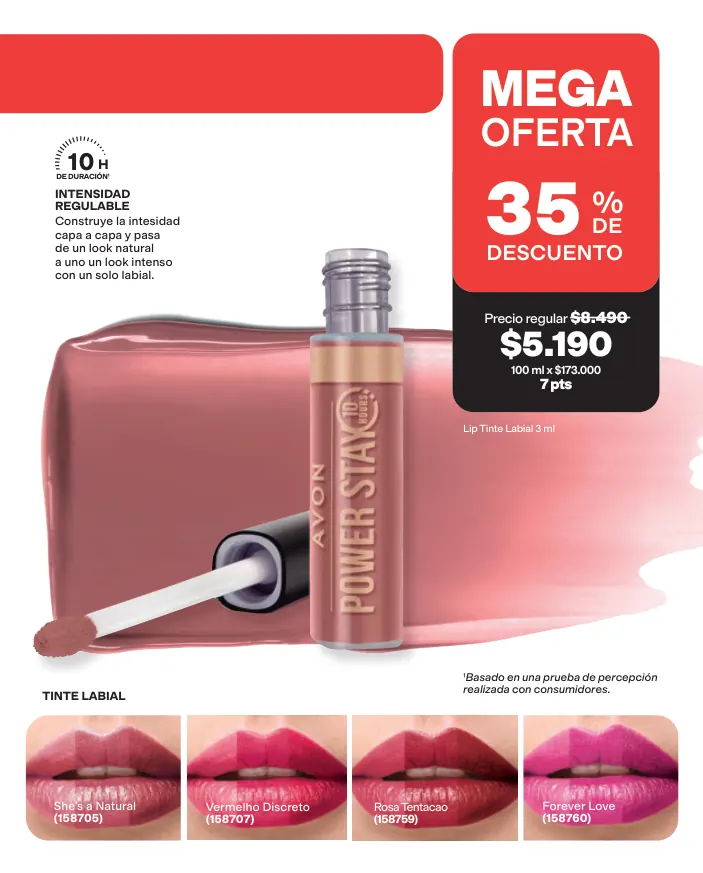 MEGA
OFERTA
35 % DE
DESCUENTO
Precio regular $8.490
$5.190
100 ml x $173.000
7 pts
Lip Tinte Labial 3 ml
10 H
DE DURACIÓN¹
INTENSIDAD
REGULABLE
Construye la intesidad
capa a capa y pasa
de un look natural
a uno un look intenso
con un solo labial.
AVON
POWER STAY
10 HOURS+
¹Basado en una prueba de percepción
realizada con consumidores.
TINTE LABIAL
She's a Natural
(158705)
Vermelho Discreto
(158707)
Rosa Tentacao
(158759)
Forever Love
(158760)